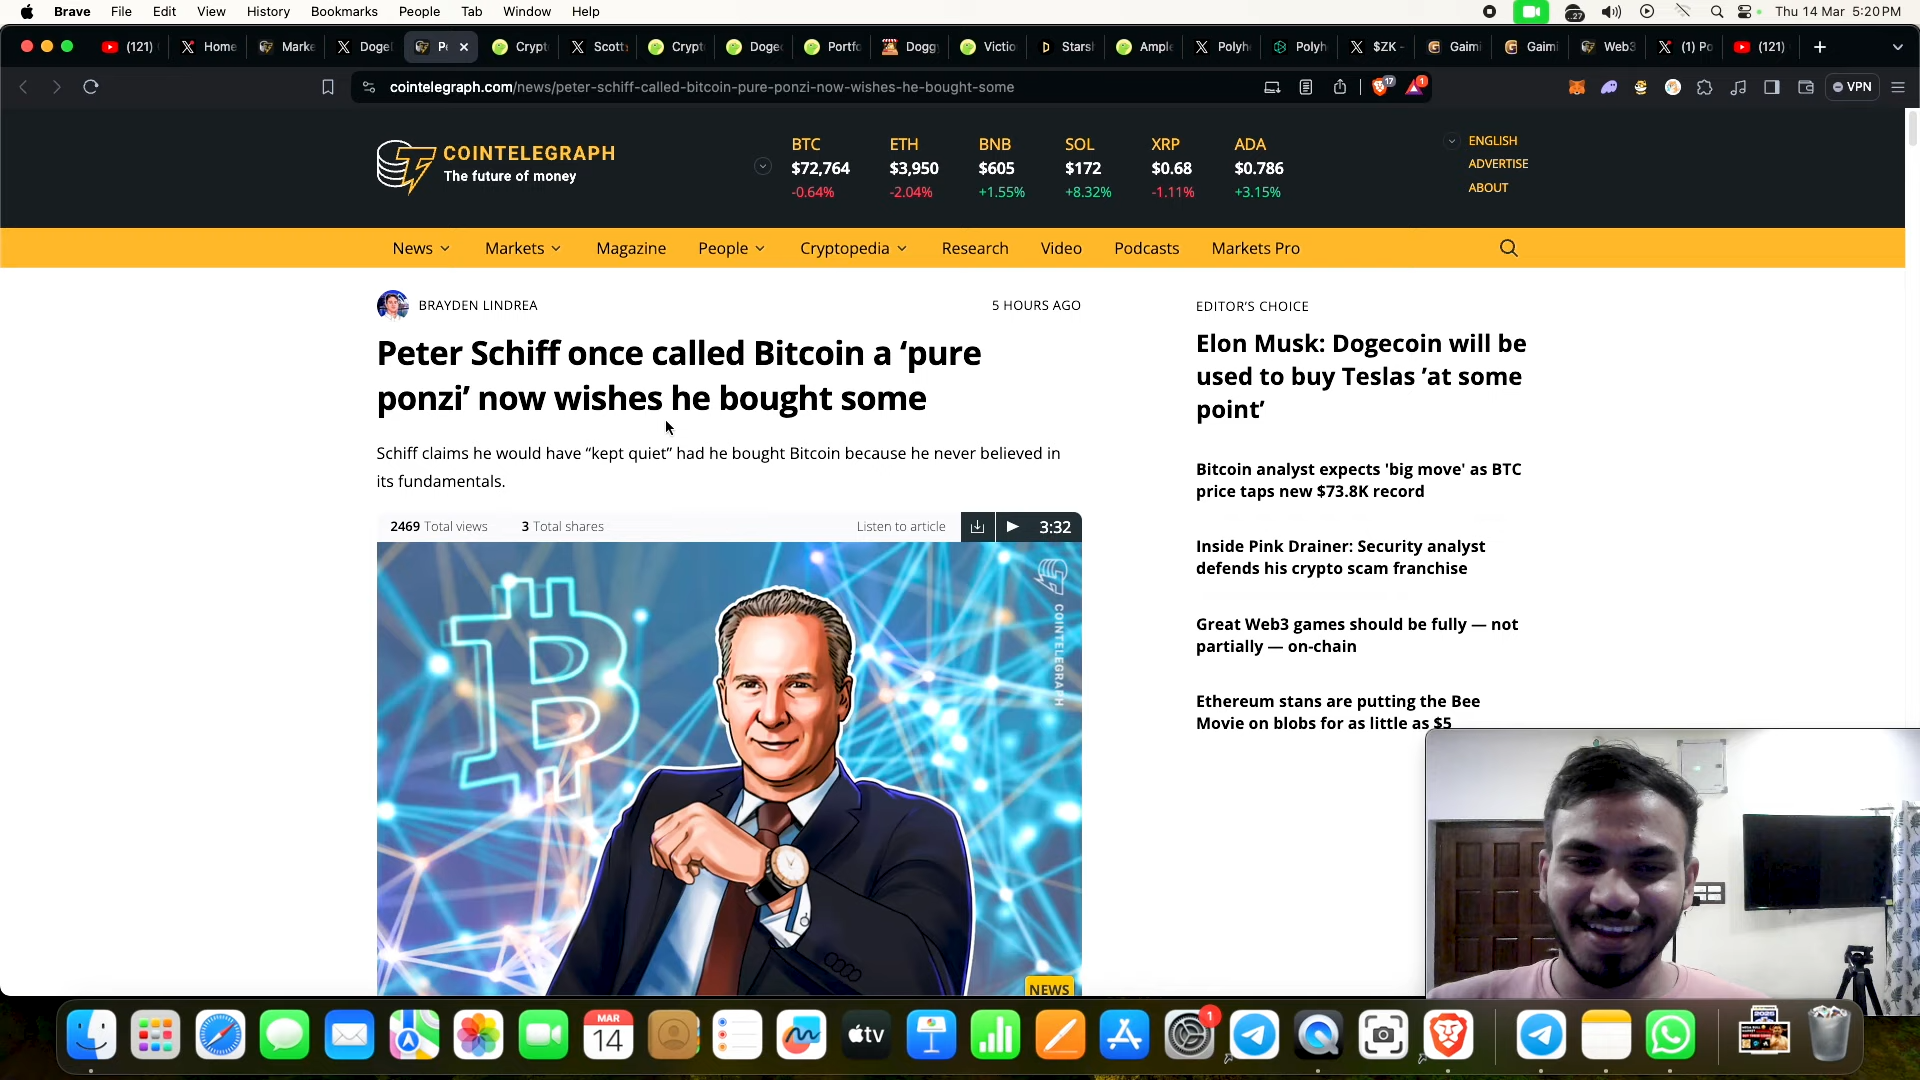 Brave File Edit View History Bookmarks People Tab Window Help
..27
Thu 14 Mar 5:20 PM
(121)
Home
Marke
Dogel
P
Crypt
Scott
Crypt
Doge
Portfo
Dogg
Victio
Starsl
Ample
Polyh
Polyh
$ZK -
Gaimi
Gaimi
Web3
(1) Po
(121)
cointelegraph.com/news/peter-schiff-called-bitcoin-pure-ponzi-now-wishes-he-bought-some
17
1
VPN
COINTELEGRAPH
The future of money
BTC ETH BNB SOL XRP ADA
$72,764 $3,950 $605 $172 $0.68 $0.786
-0.64% -2.04% +1.55% +8.32% -1.11% +3.15%
ENGLISH
ADVERTISE
ABOUT
News Markets Magazine People Cryptopedia Research Video Podcasts Markets Pro
BRAYDEN LINDREA
5 HOURS AGO
Peter Schiff once called Bitcoin a ‘pure
ponzi’ now wishes he bought some
Schiff claims he would have “kept quiet” had he bought Bitcoin because he never believed in
its fundamentals.
2469 Total views 3 Total shares
Listen to article
3:32
COINTELEGRAPH
NEWS
EDITOR’S CHOICE
Elon Musk: Dogecoin will be
used to buy Teslas ’at some
point’
Bitcoin analyst expects 'big move' as BTC
price taps new $73.8K record
Inside Pink Drainer: Security analyst
defends his crypto scam franchise
Great Web3 games should be fully — not
partially — on-chain
Ethereum stans are putting the Bee
Movie on blobs for as little as $5
MAR
14
tv
1